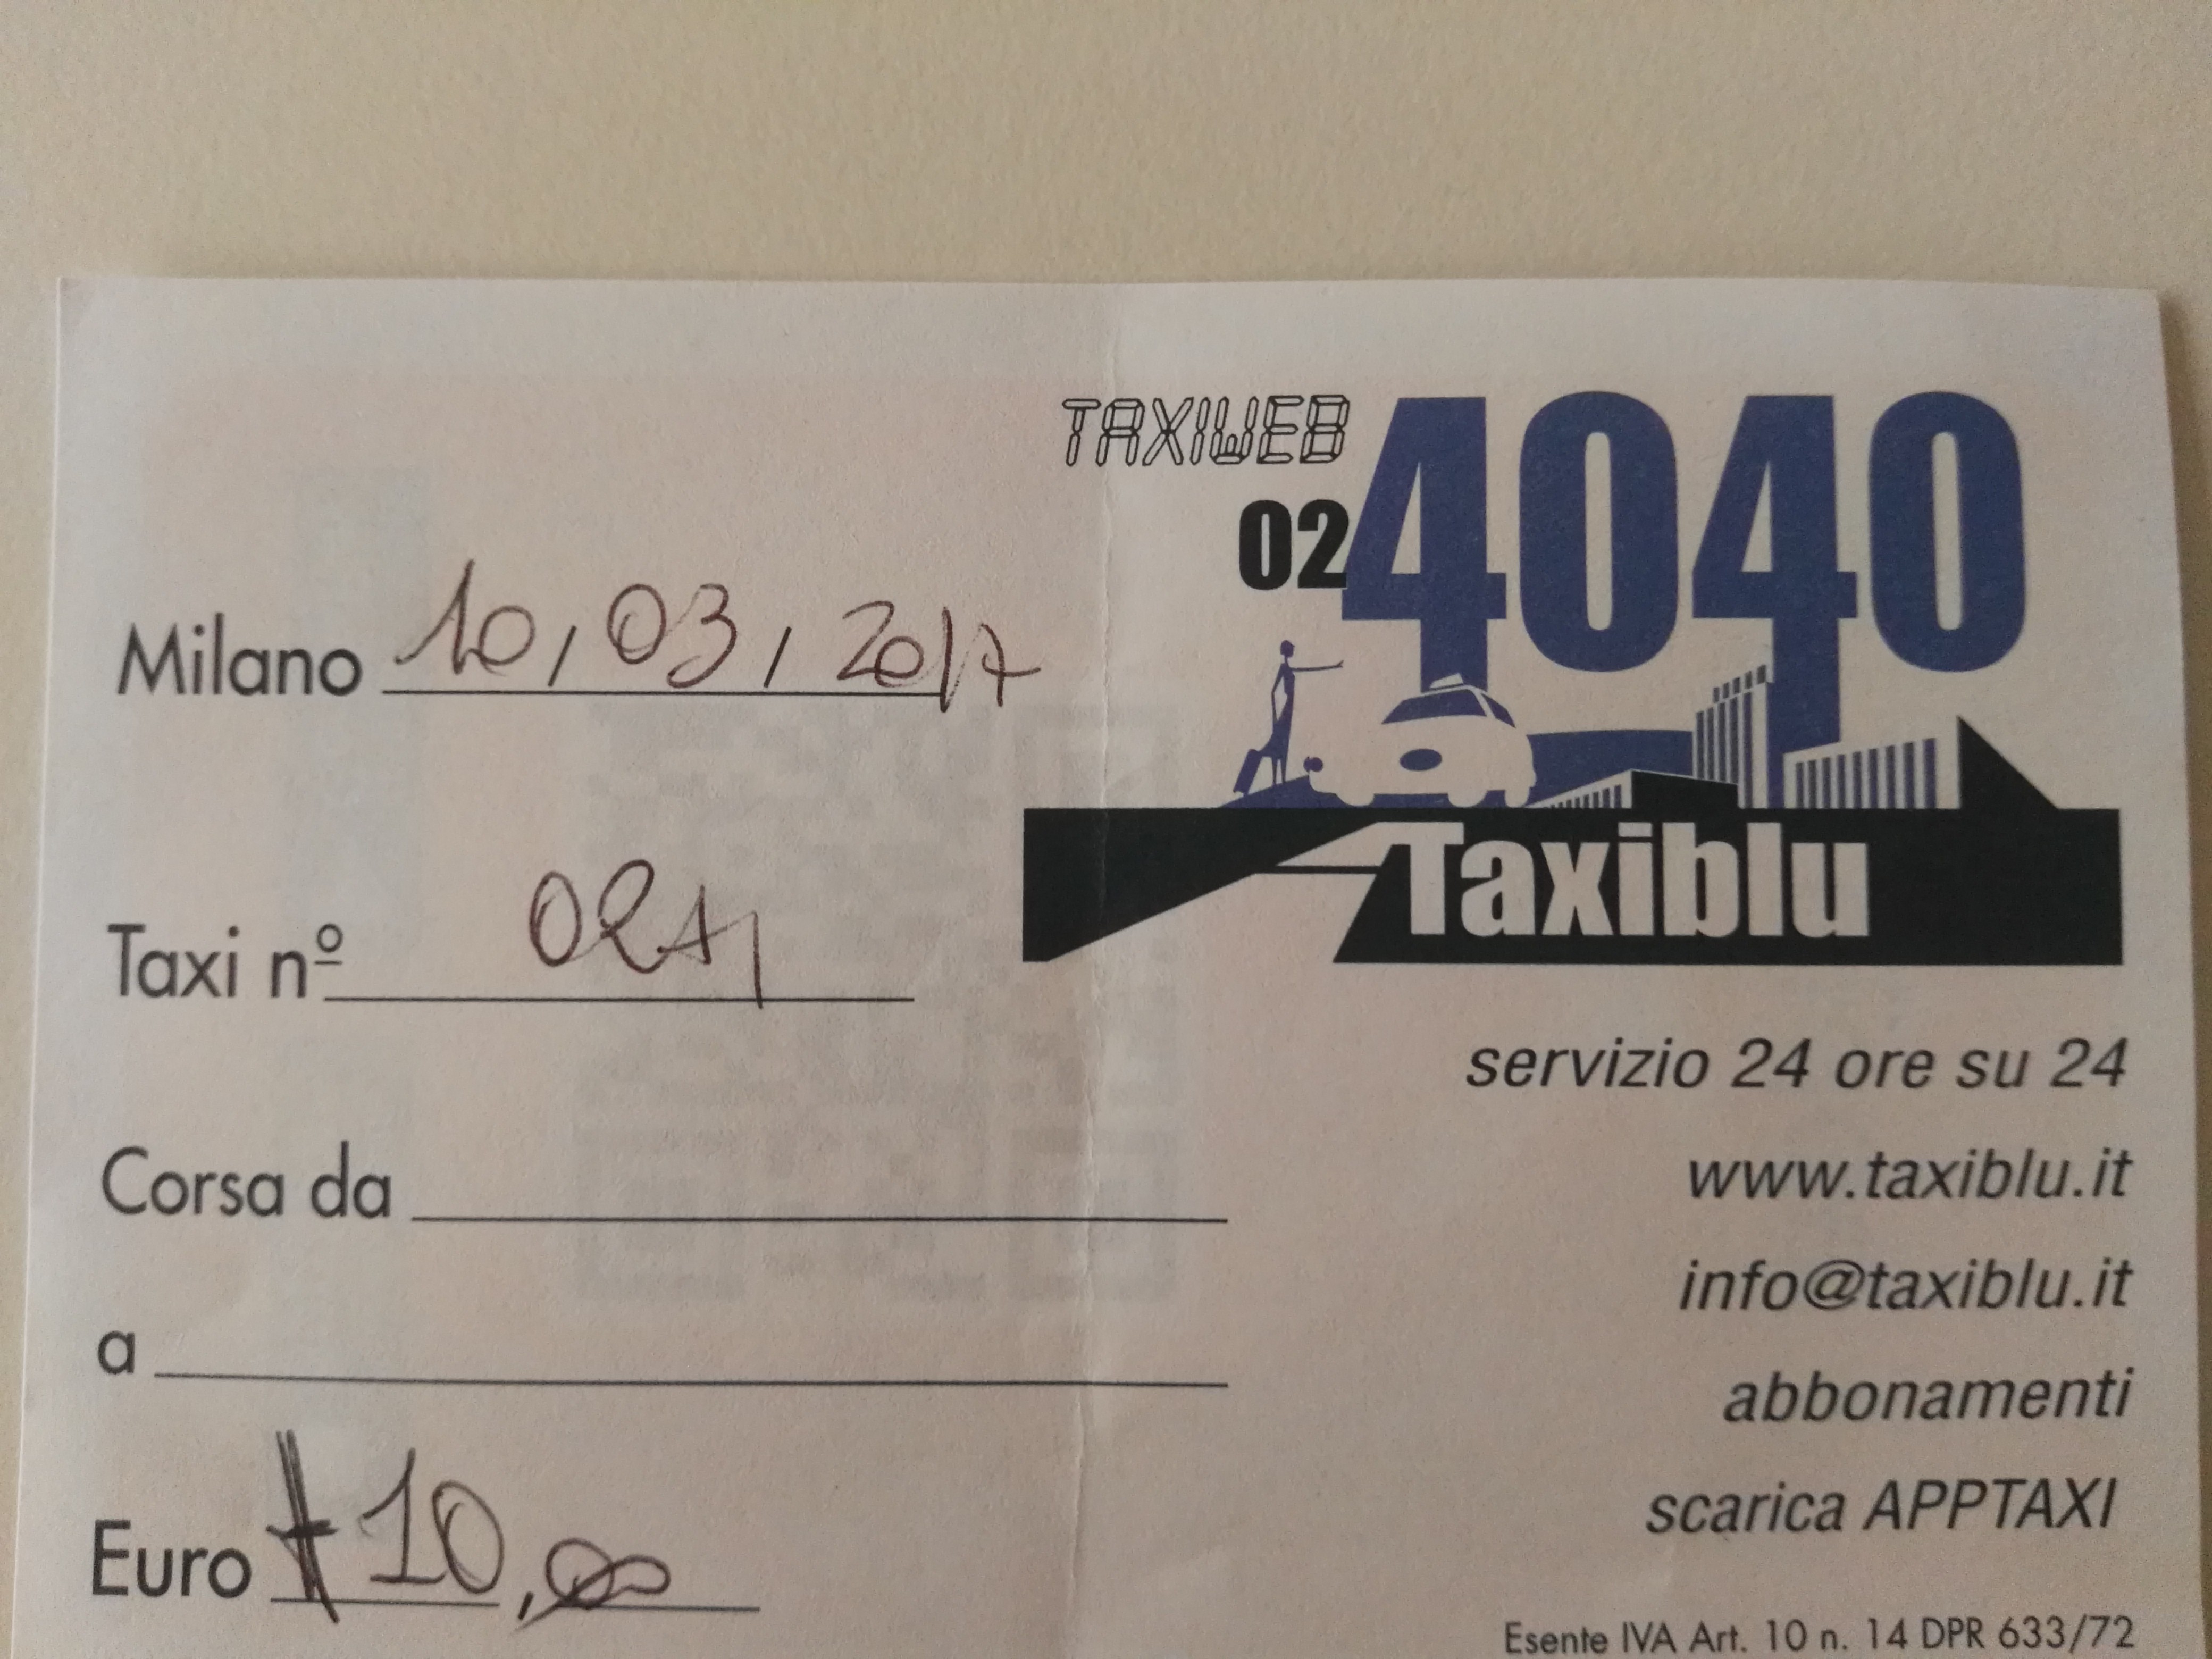 TAXIWEB
02 4040
Taxiblu
Milano 10, 03, 2017
Taxi nº
servizio 24 ore su 24
Corsa da
www.taxiblu.it
info@taxiblu.it
a
abbonamenti
scarica APPTAXI
Euro 10,00
Esente IVA Art. 10 n. 14 DPR 633/72